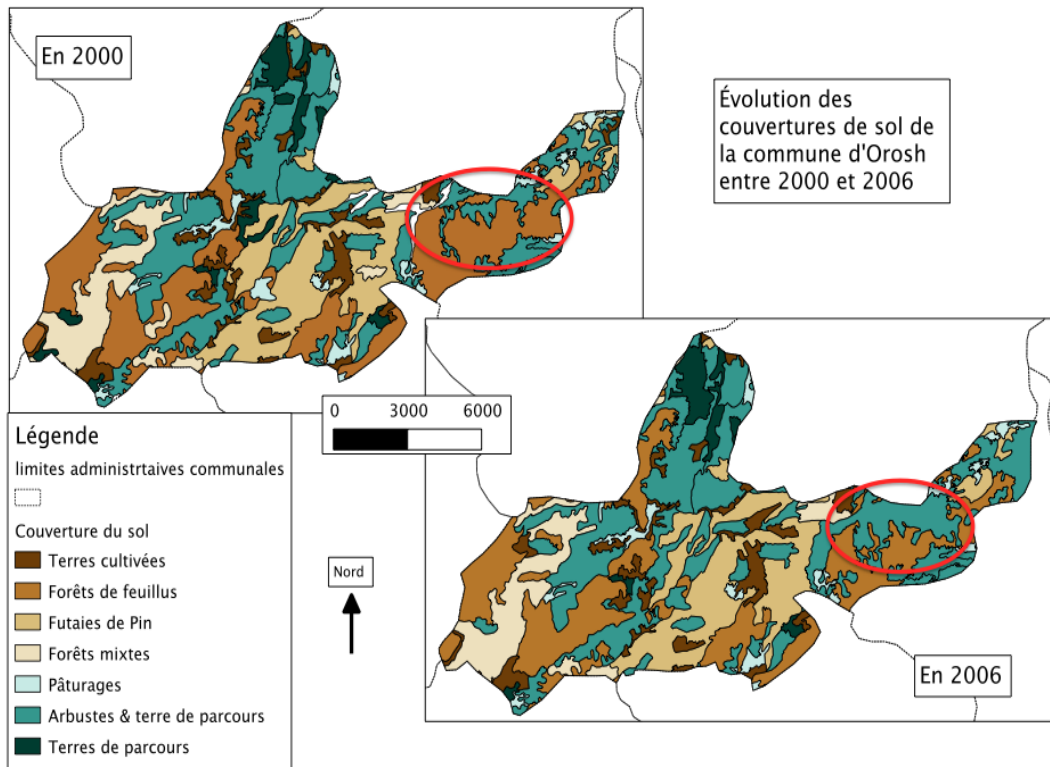 En 2000
Évolution des
couvertures de sol de
la commune d'Orosh
entre 2000 et 2006
0 3000 6000
Légende
limites administrtaives communales
Couverture du sol
Terres cultivées
Forêts de feuillus
Futaies de Pin
Forêts mixtes
Pâturages
Arbustes & terre de parcours
Terres de parcours
Nord
En 2006